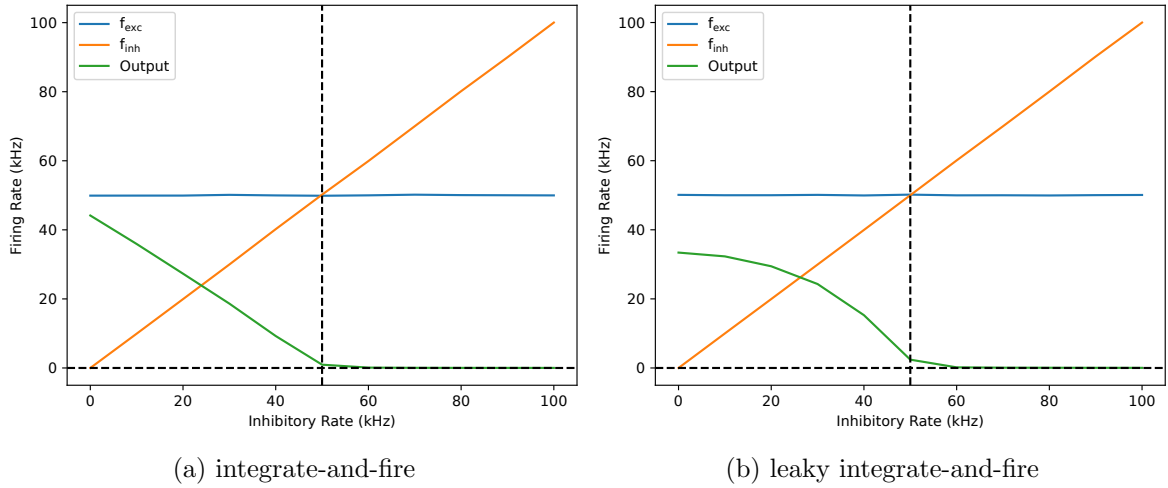 100
80
60
40
20
0
Firing Rate (kHz)
f_exc
f_inh
Output
0 20 40 60 80 100
Inhibitory Rate (kHz)
(a) integrate-and-fire
100
80
60
40
20
0
Firing Rate (kHz)
f_exc
f_inh
Output
0 20 40 60 80 100
Inhibitory Rate (kHz)
(b) leaky integrate-and-fire